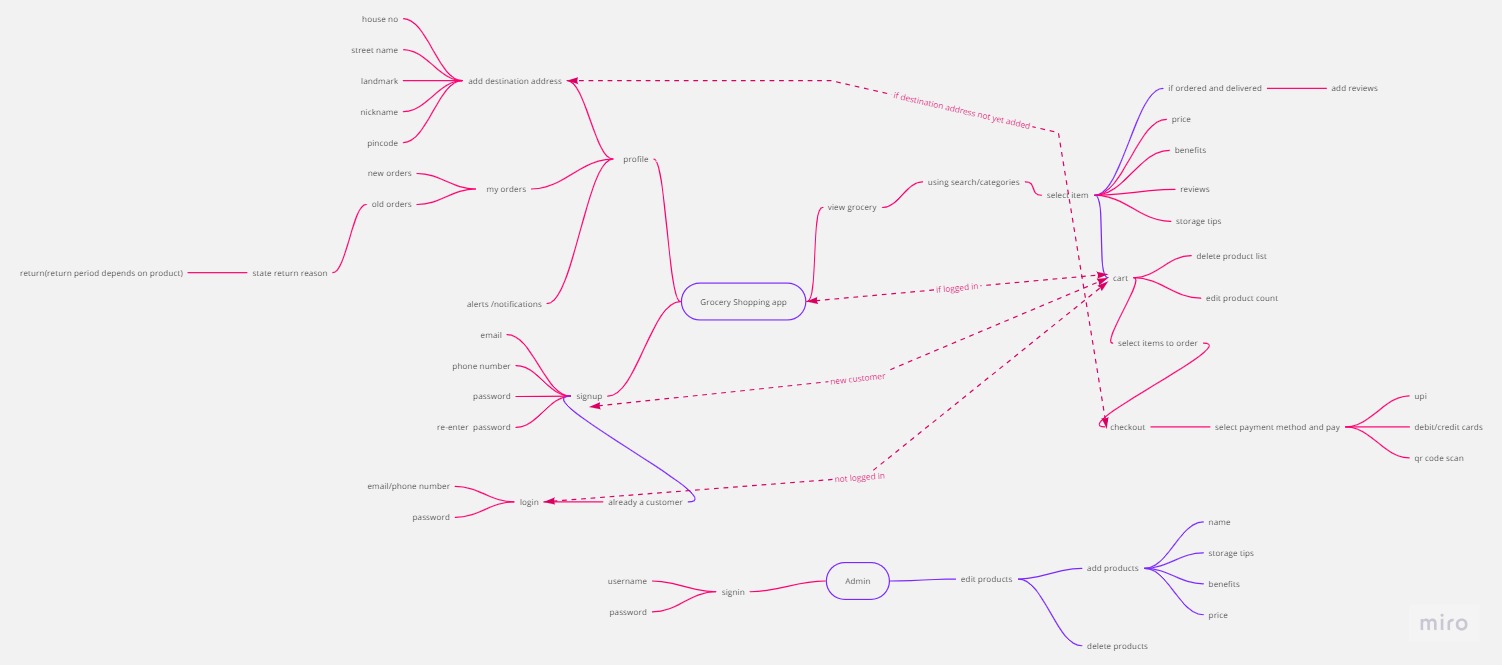 house no
street name
landmark
nickname
pincode
add destination address
new orders
old orders
my orders
return(return period depends on product)
state return reason
alerts /notifications
profile
email
phone number
password
re-enter  password
signup
email/phone number
password
login
already a customer
Grocery Shopping app
if destination address not yet added
view grocery
using search/categories
select item
if ordered and delivered
add reviews
price
benefits
reviews
storage tips
if logged in
new customer
not logged in
cart
delete product list
edit product count
select items to order
checkout
select payment method and pay
upi
debit/credit cards
qr code scan
username
password
signin
Admin
edit products
add products
name
storage tips
benefits
price
delete products
miro